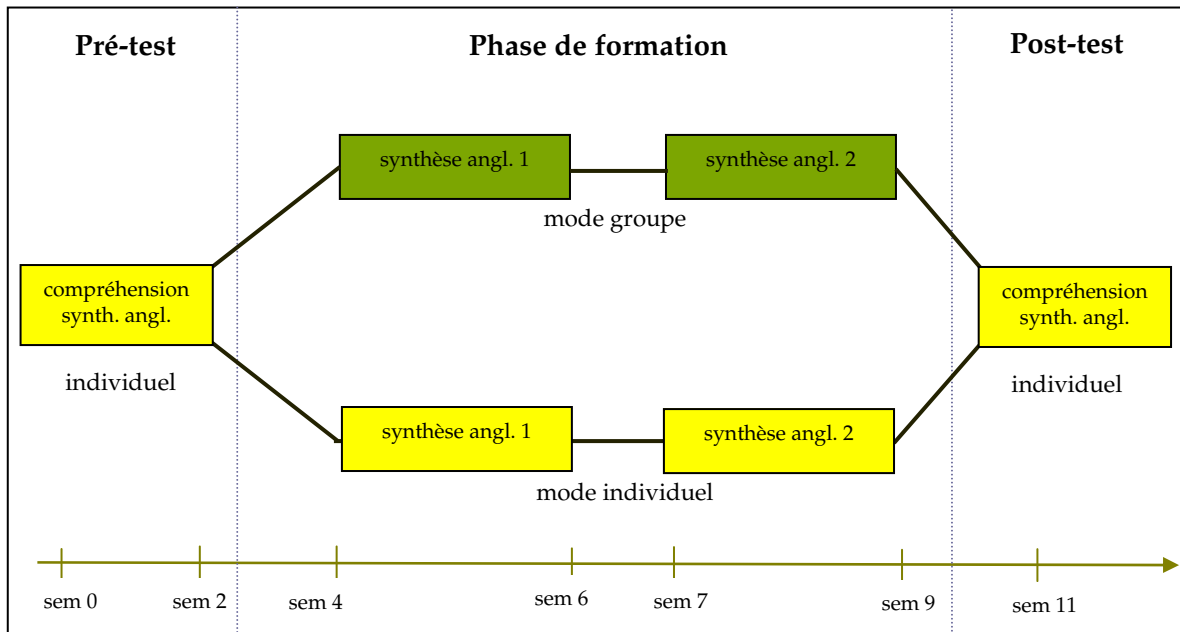 Pré-test
Phase de formation
Post-test
synthèse angl. 1
synthèse angl. 2
mode groupe
compréhension
synth. angl.
individuel
compréhension
synth. angl.
individuel
synthèse angl. 1
synthèse angl. 2
mode individuel
sem 0
sem 2
sem 4
sem 6
sem 7
sem 9
sem 11